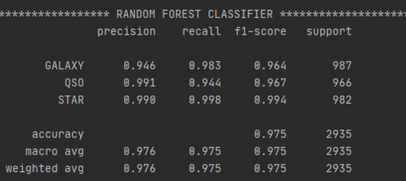 ***************** RANDOM FOREST CLASSIFIER ********************
precision recall f1-score support
GALAXY 0.946 0.983 0.964 987
QSO 0.991 0.944 0.967 966
STAR 0.990 0.998 0.994 982
accuracy 0.975 2935
macro avg 0.976 0.975 0.975 2935
weighted avg 0.976 0.975 0.975 2935